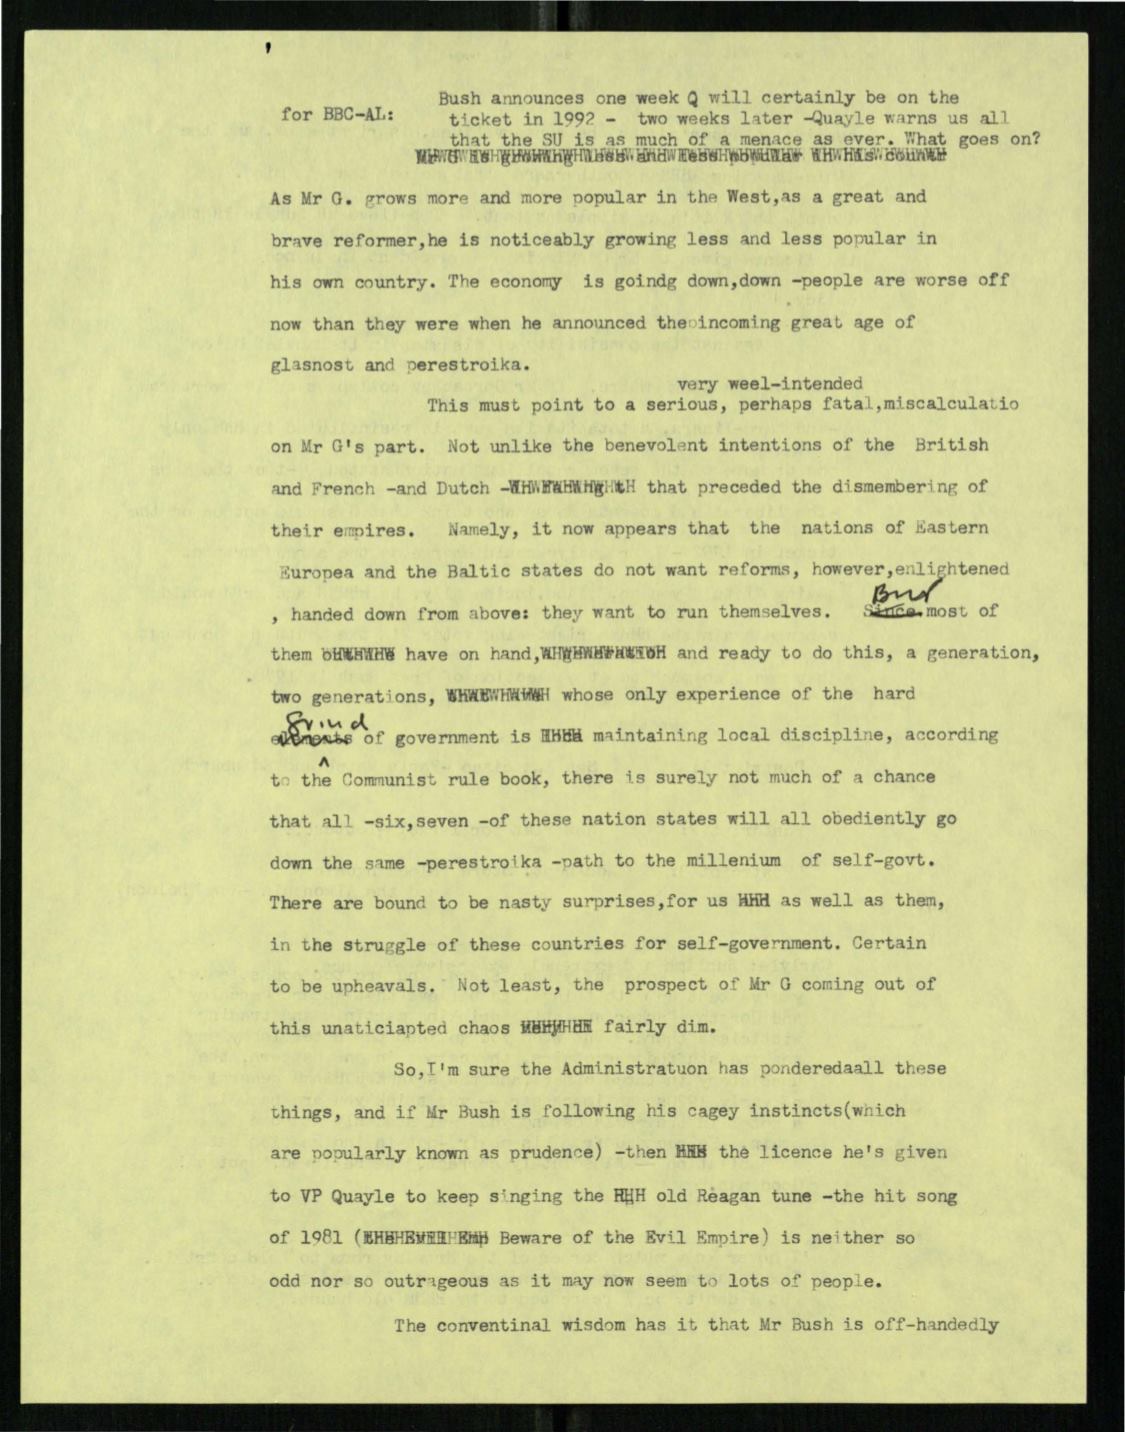 for BBC-AL:
Bush announces one week Q will certainly be on the
ticket in 1992 - two weeks later -Quayle warns us all
that the SU is as much of a menace as ever. What goes on?
Mr G is growing less and less popular in his
As Mr G. grows more and more popular in the West,as a great and
brave reformer,he is noticeably growing less and less popular in
his own country. The economy is goindg down,down -people are worse off
now than they were when he announced the incoming great age of
glasnost and perestroika.
very weel-intended
This must point to a serious, perhaps fatal,miscalculatio
on Mr G's part. Not unlike the benevolent intentions of the British
and French -and Dutch - that preceded the dismembering of
their empires. Namely, it now appears that the nations of Eastern
Europea and the Baltic states do not want reforms, however,enlightened
But
, handed down from above: they want to run themselves. Since most of
them have on hand, and ready to do this, a generation,
two generations, whose only experience of the hard
grind
elements of government is maintaining local discipline, according
to the Communist rule book, there is surely not much of a chance
that all -six,seven -of these nation states will all obediently go
down the same -perestroika -path to the millenium of self-govt.
There are bound to be nasty surprises,for us as well as them,
in the struggle of these countries for self-government. Certain
to be upheavals. Not least, the prospect of Mr G coming out of
this unaticiapted chaos fairly dim.
So,I'm sure the Administratuon has ponderedaall these
things, and if Mr Bush is following his cagey instincts(which
are popularly known as prudence) -then the licence he's given
to VP Quayle to keep singing the old Reagan tune -the hit song
of 1981 ( Beware of the Evil Empire) is neither so
odd nor so outrageous as it may now seem to lots of people.
The conventinal wisdom has it that Mr Bush is off-handedly